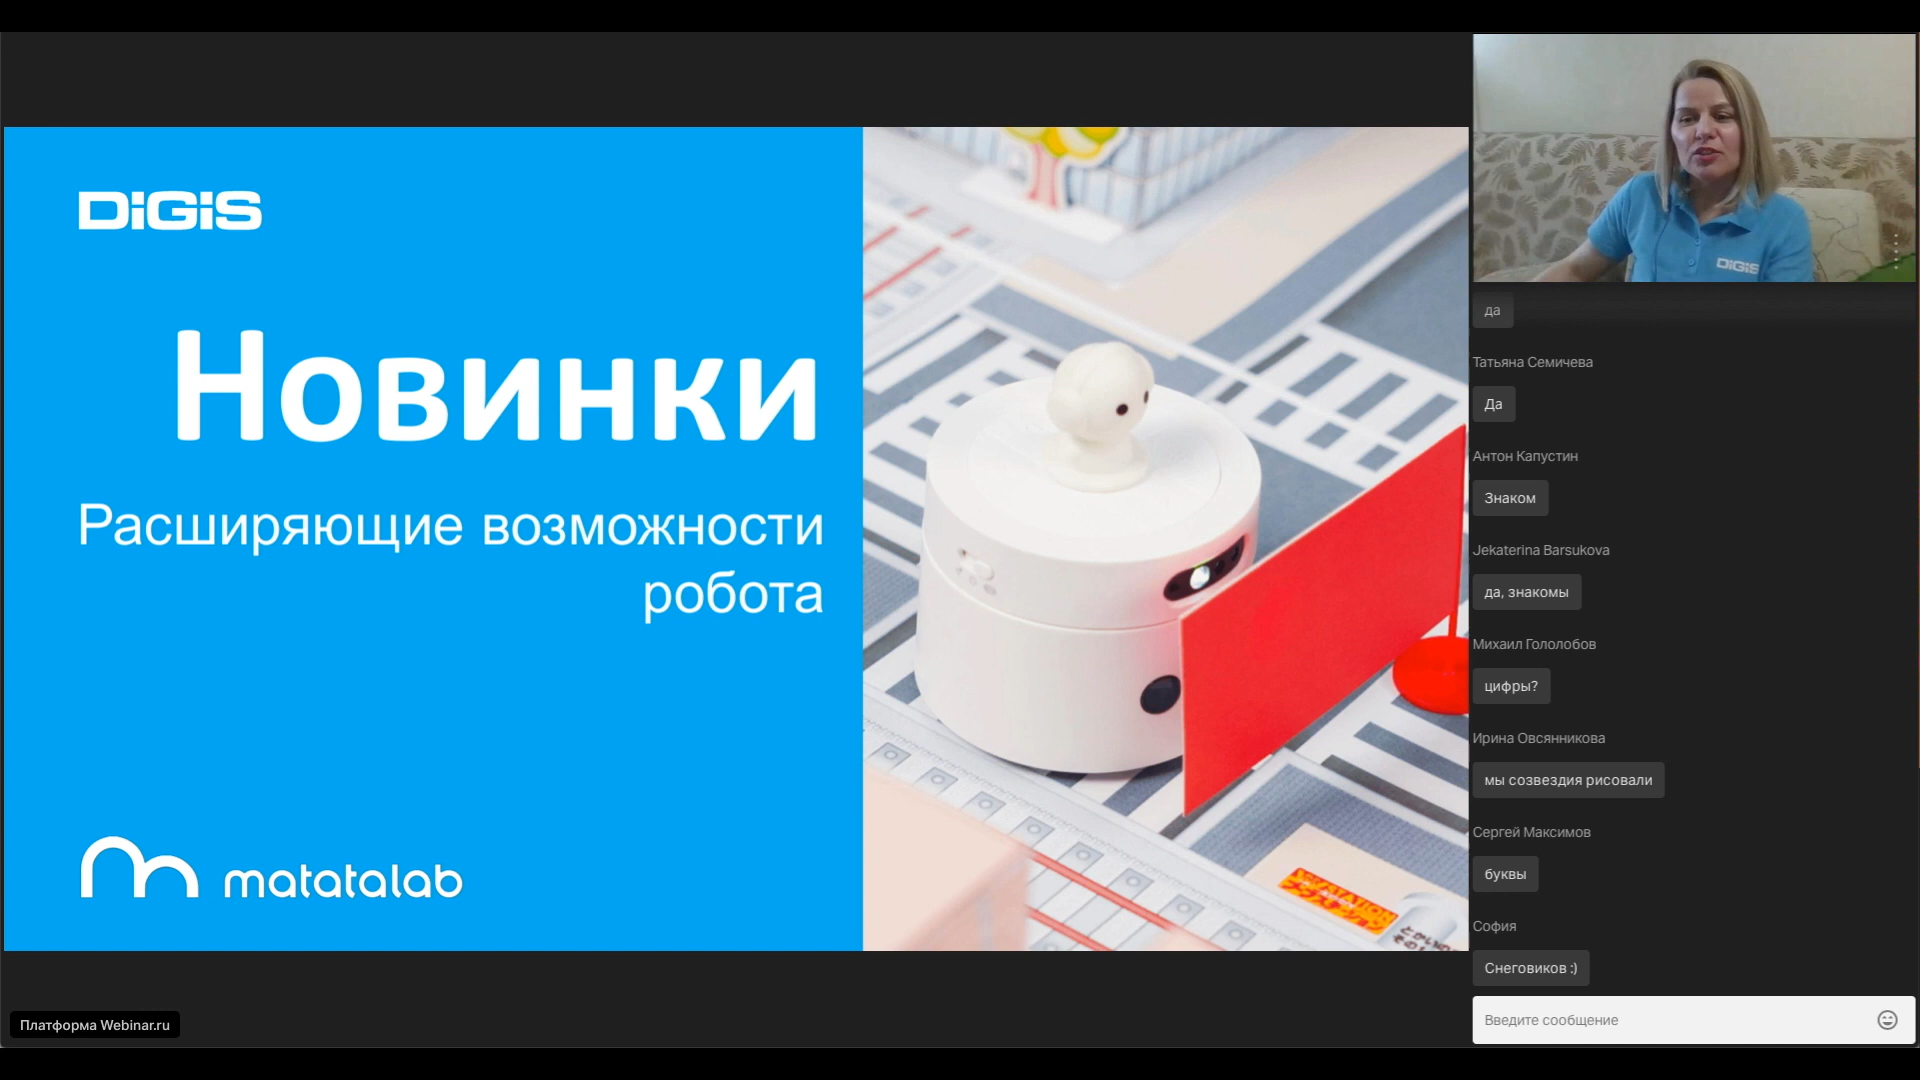 DiGiS
Новинки
Расширяющие возможности
робота
matatalab
Платформа Webinar.ru
DiGiS
да
Татьяна Семичева
Да
Антон Капустин
Знаком
Jekaterina Barsukova
да, знакомы
Михаил Гололобов
цифры?
Ирина Овсянникова
мы созвездия рисовали
Сергей Максимов
буквы
София
Снеговиков :)
Введите сообщение